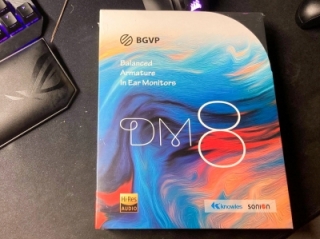 BGVP
Balanced
Armature
in Ear Monitors
DM8
Hi-Res
AUDIO
knowles
sonion